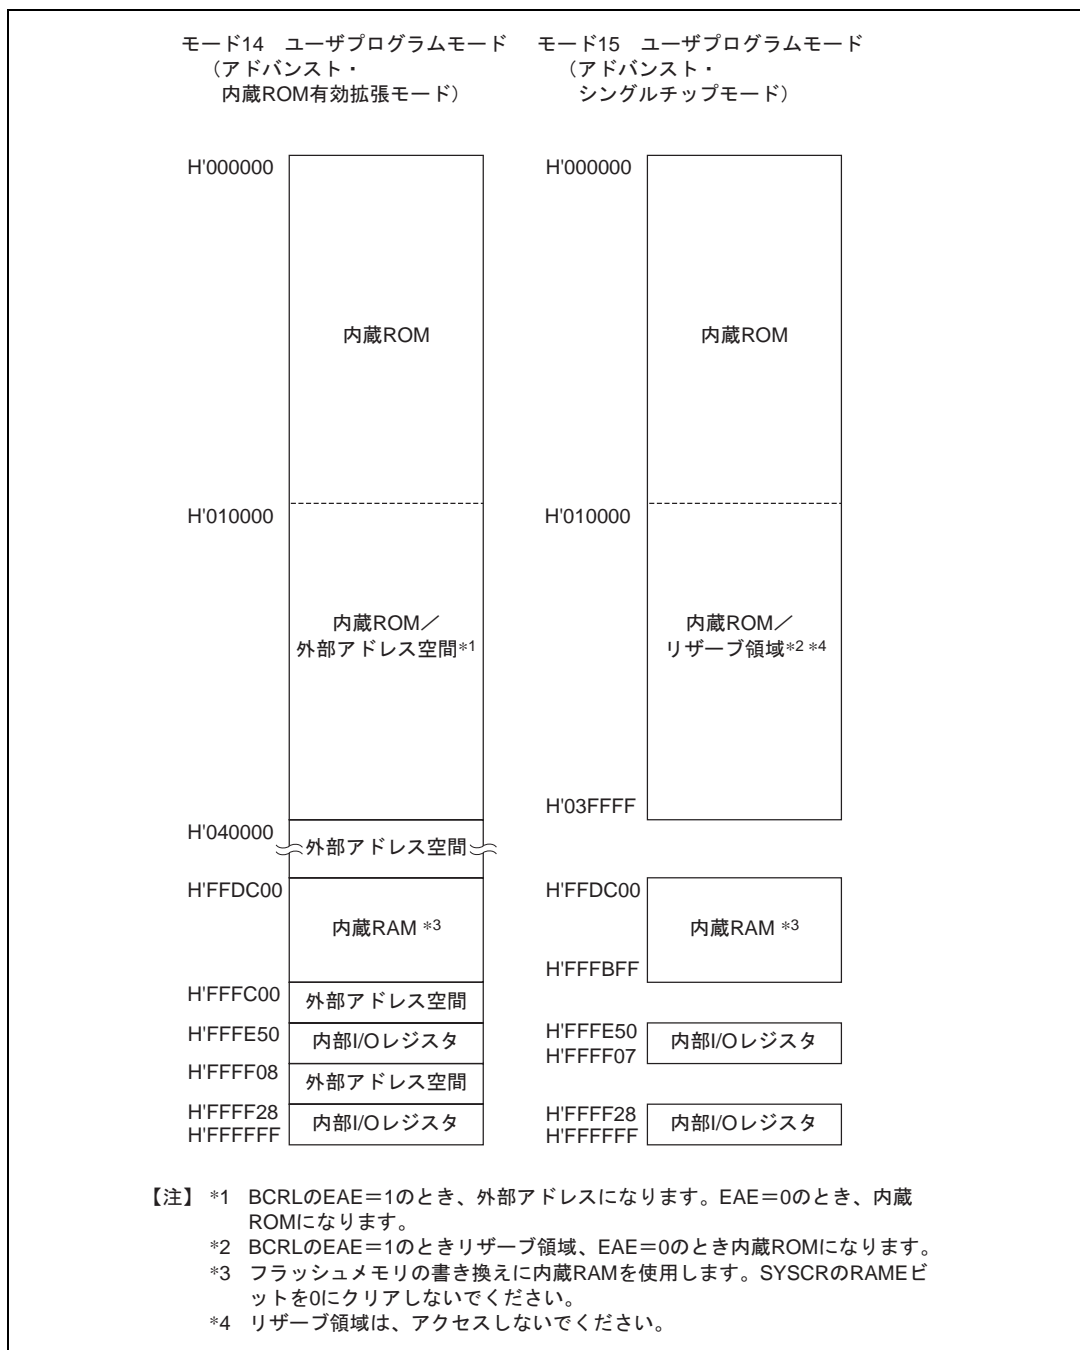 モード14　ユーザプログラムモード
（アドバンスト・
内蔵ROM有効拡張モード）
H'000000
内蔵ROM
H'010000
内蔵ROM／
外部アドレス空間*1
H'040000
外部アドレス空間
H'FFDC00
内蔵RAM *3
H'FFFC00
外部アドレス空間
H'FFFE50
内部I/Oレジスタ
H'FFFF08
外部アドレス空間
H'FFFF28
内部I/Oレジスタ
H'FFFFFF
モード15　ユーザプログラムモード
（アドバンスト・
シングルチップモード）
H'000000
内蔵ROM
H'010000
内蔵ROM／
リザーブ領域*2 *4
H'03FFFF
H'FFDC00
内蔵RAM *3
H'FFFBFF
H'FFFE50
内部I/Oレジスタ
H'FFFF07
H'FFFF28
内部I/Oレジスタ
H'FFFFFF
【注】 *1　BCRLのEAE＝1のとき、外部アドレスになります。EAE＝0のとき、内蔵
ROMになります。
*2　BCRLのEAE＝1のときリザーブ領域、EAE＝0のとき内蔵ROMになります。
*3　フラッシュメモリの書き換えに内蔵RAMを使用します。SYSCRのRAMEビ
ットを0にクリアしないでください。
*4　リザーブ領域は、アクセスしないでください。